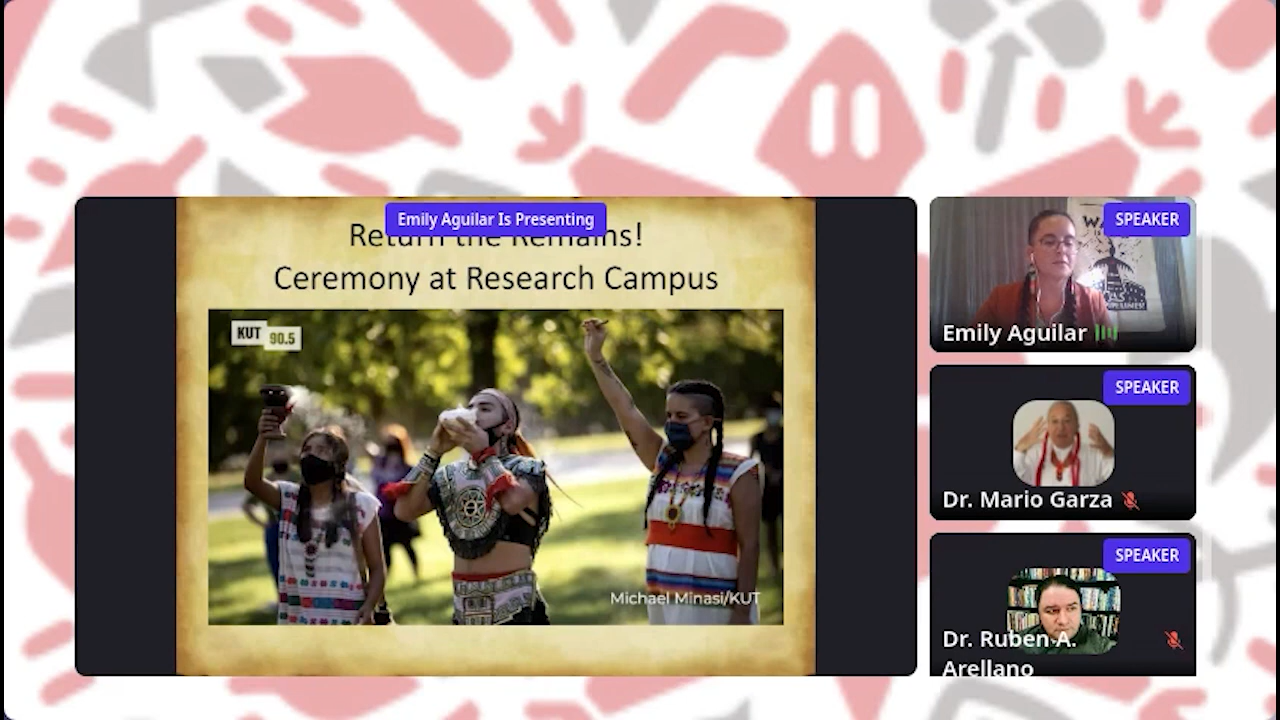 Emily Aguilar Is Presenting
Return the Remains!
Ceremony at Research Campus
KUT 90.5
Michael Minasi/KUT
SPEAKER
Emily Aguilar
SPEAKER
Dr. Mario Garza
SPEAKER
Dr. Ruben A.
Arellano